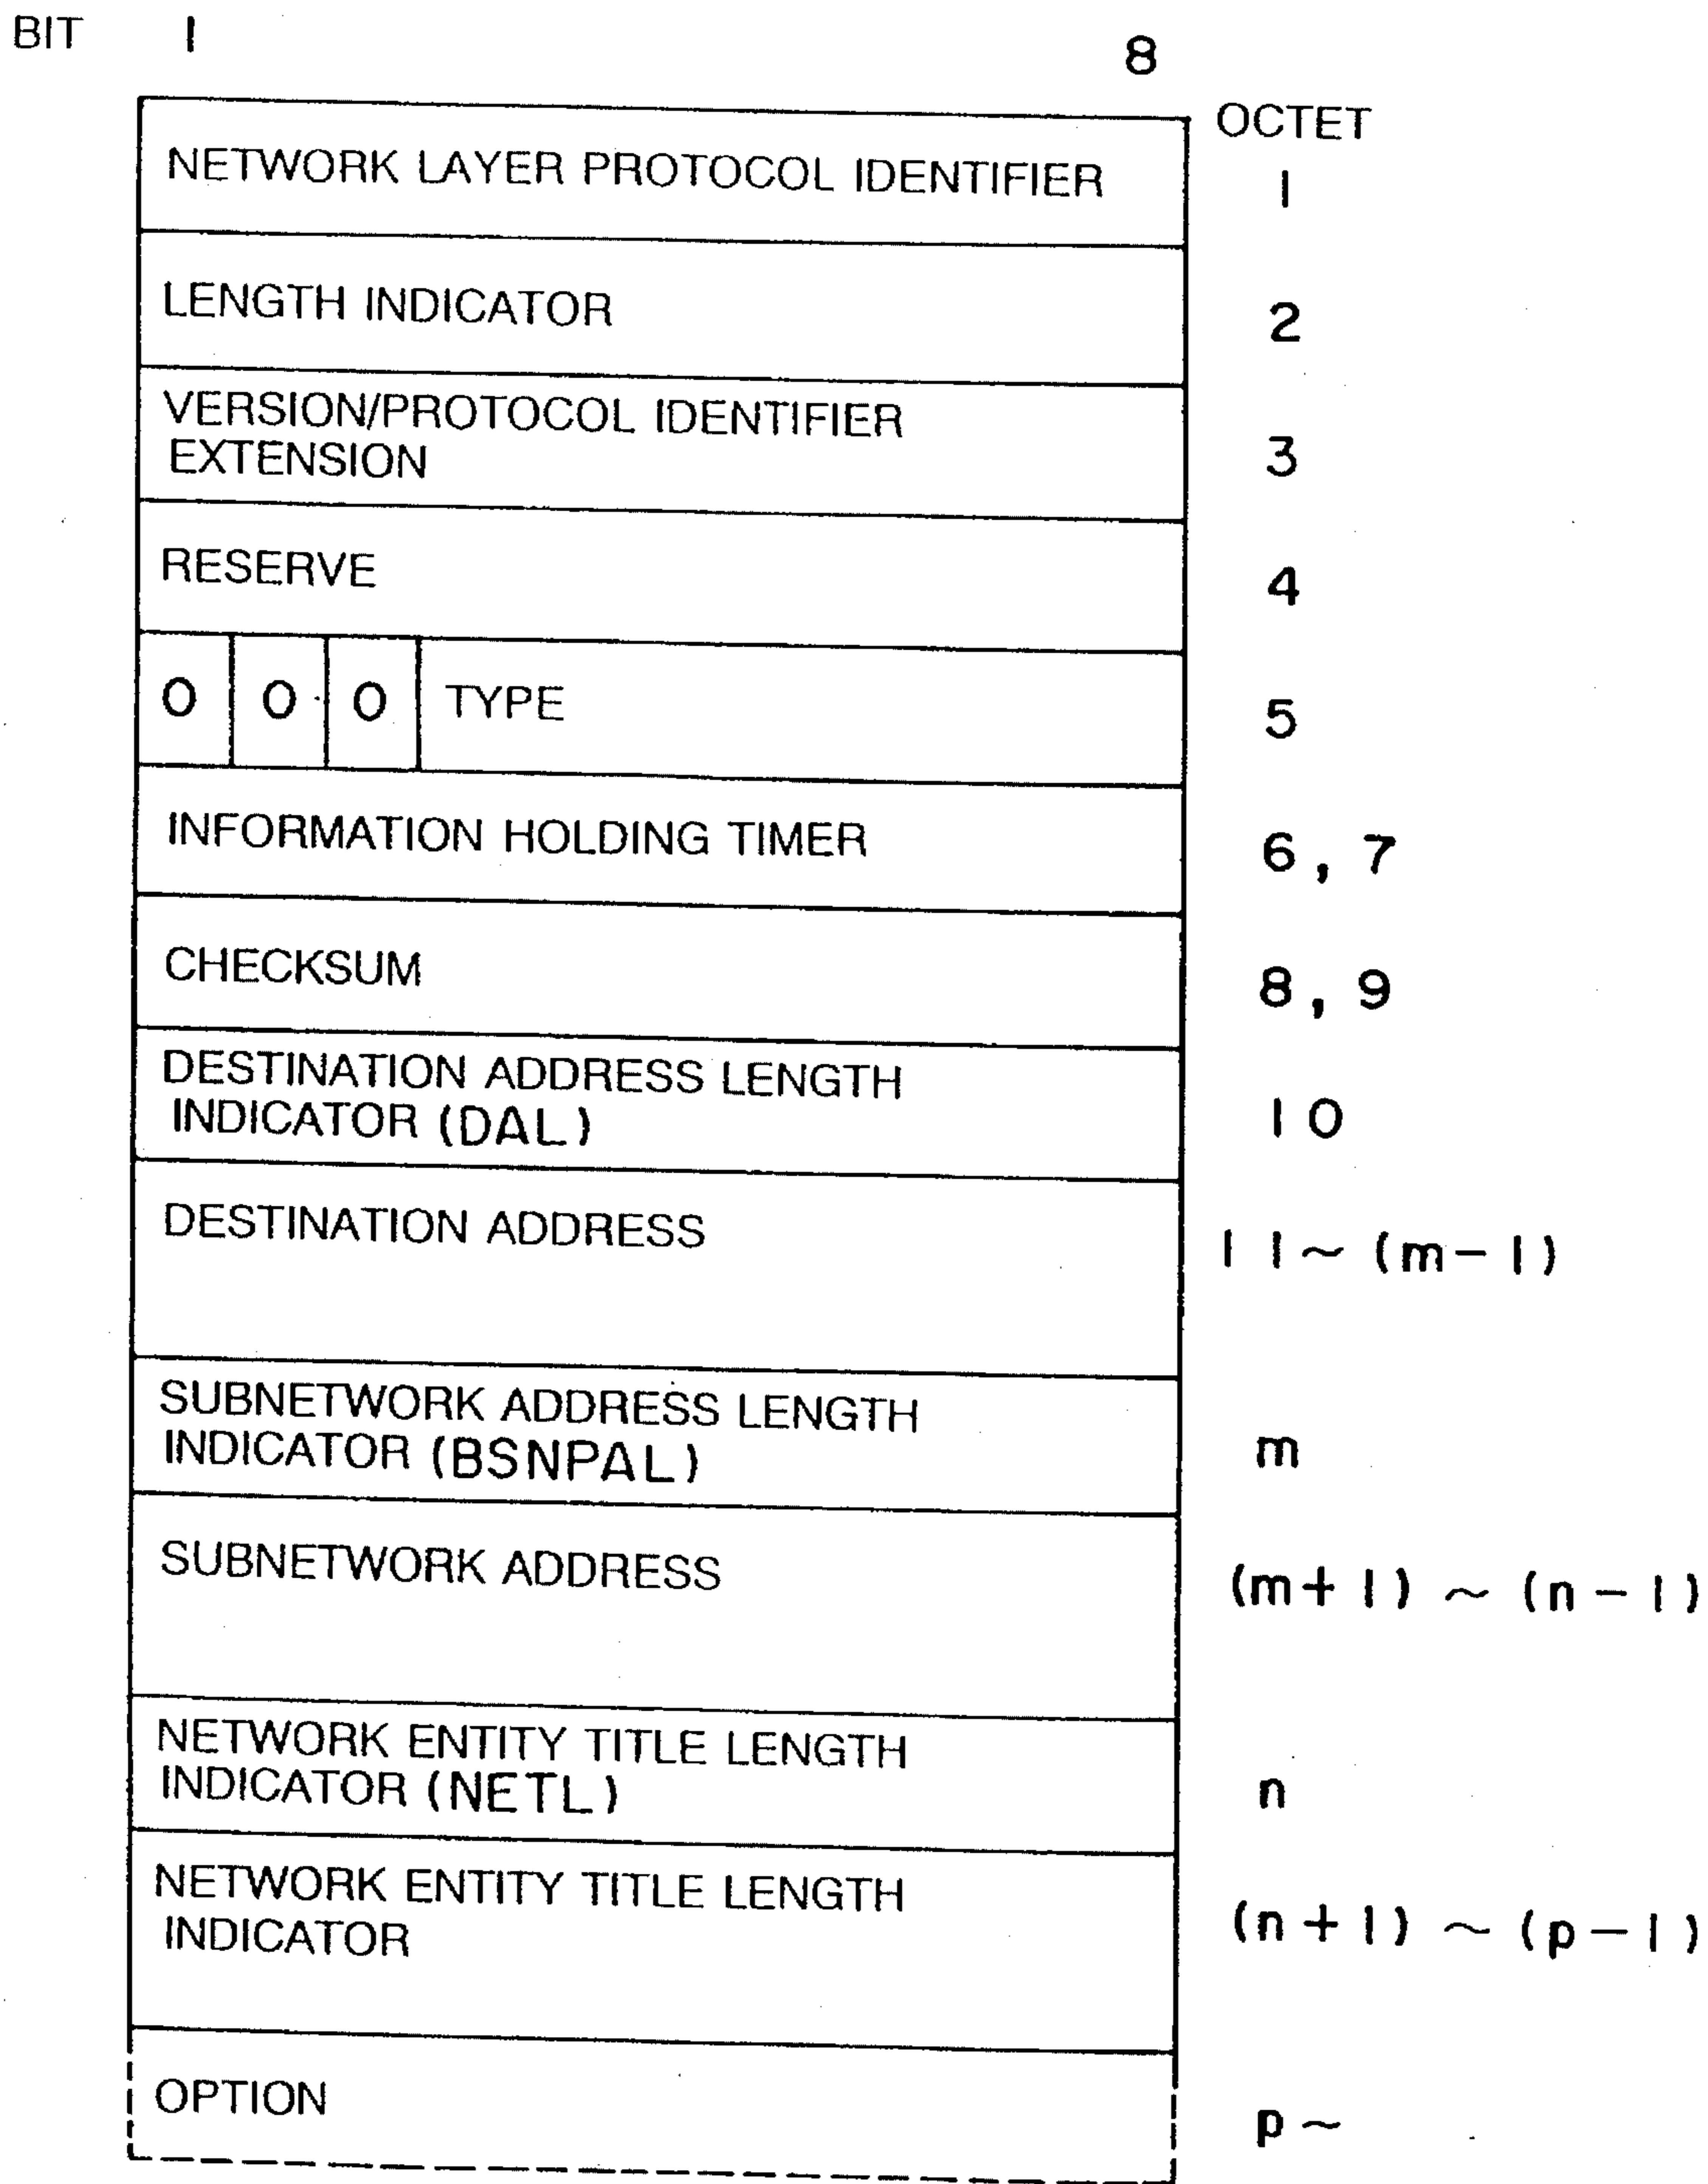 BIT 1 8
OCTET
NETWORK LAYER PROTOCOL IDENTIFIER 1
LENGTH INDICATOR 2
VERSION/PROTOCOL IDENTIFIER
EXTENSION 3
RESERVE 4
0 0 0 TYPE 5
INFORMATION HOLDING TIMER 6, 7
CHECKSUM 8, 9
DESTINATION ADDRESS LENGTH
INDICATOR (DAL) 10
DESTINATION ADDRESS 11~(m-1)
SUBNETWORK ADDRESS LENGTH
INDICATOR (BSNPAL) m
SUBNETWORK ADDRESS (m+1) ~ (n-1)
NETWORK ENTITY TITLE LENGTH
INDICATOR (NETL) n
NETWORK ENTITY TITLE LENGTH
INDICATOR (n+1) ~ (p-1)
OPTION p~